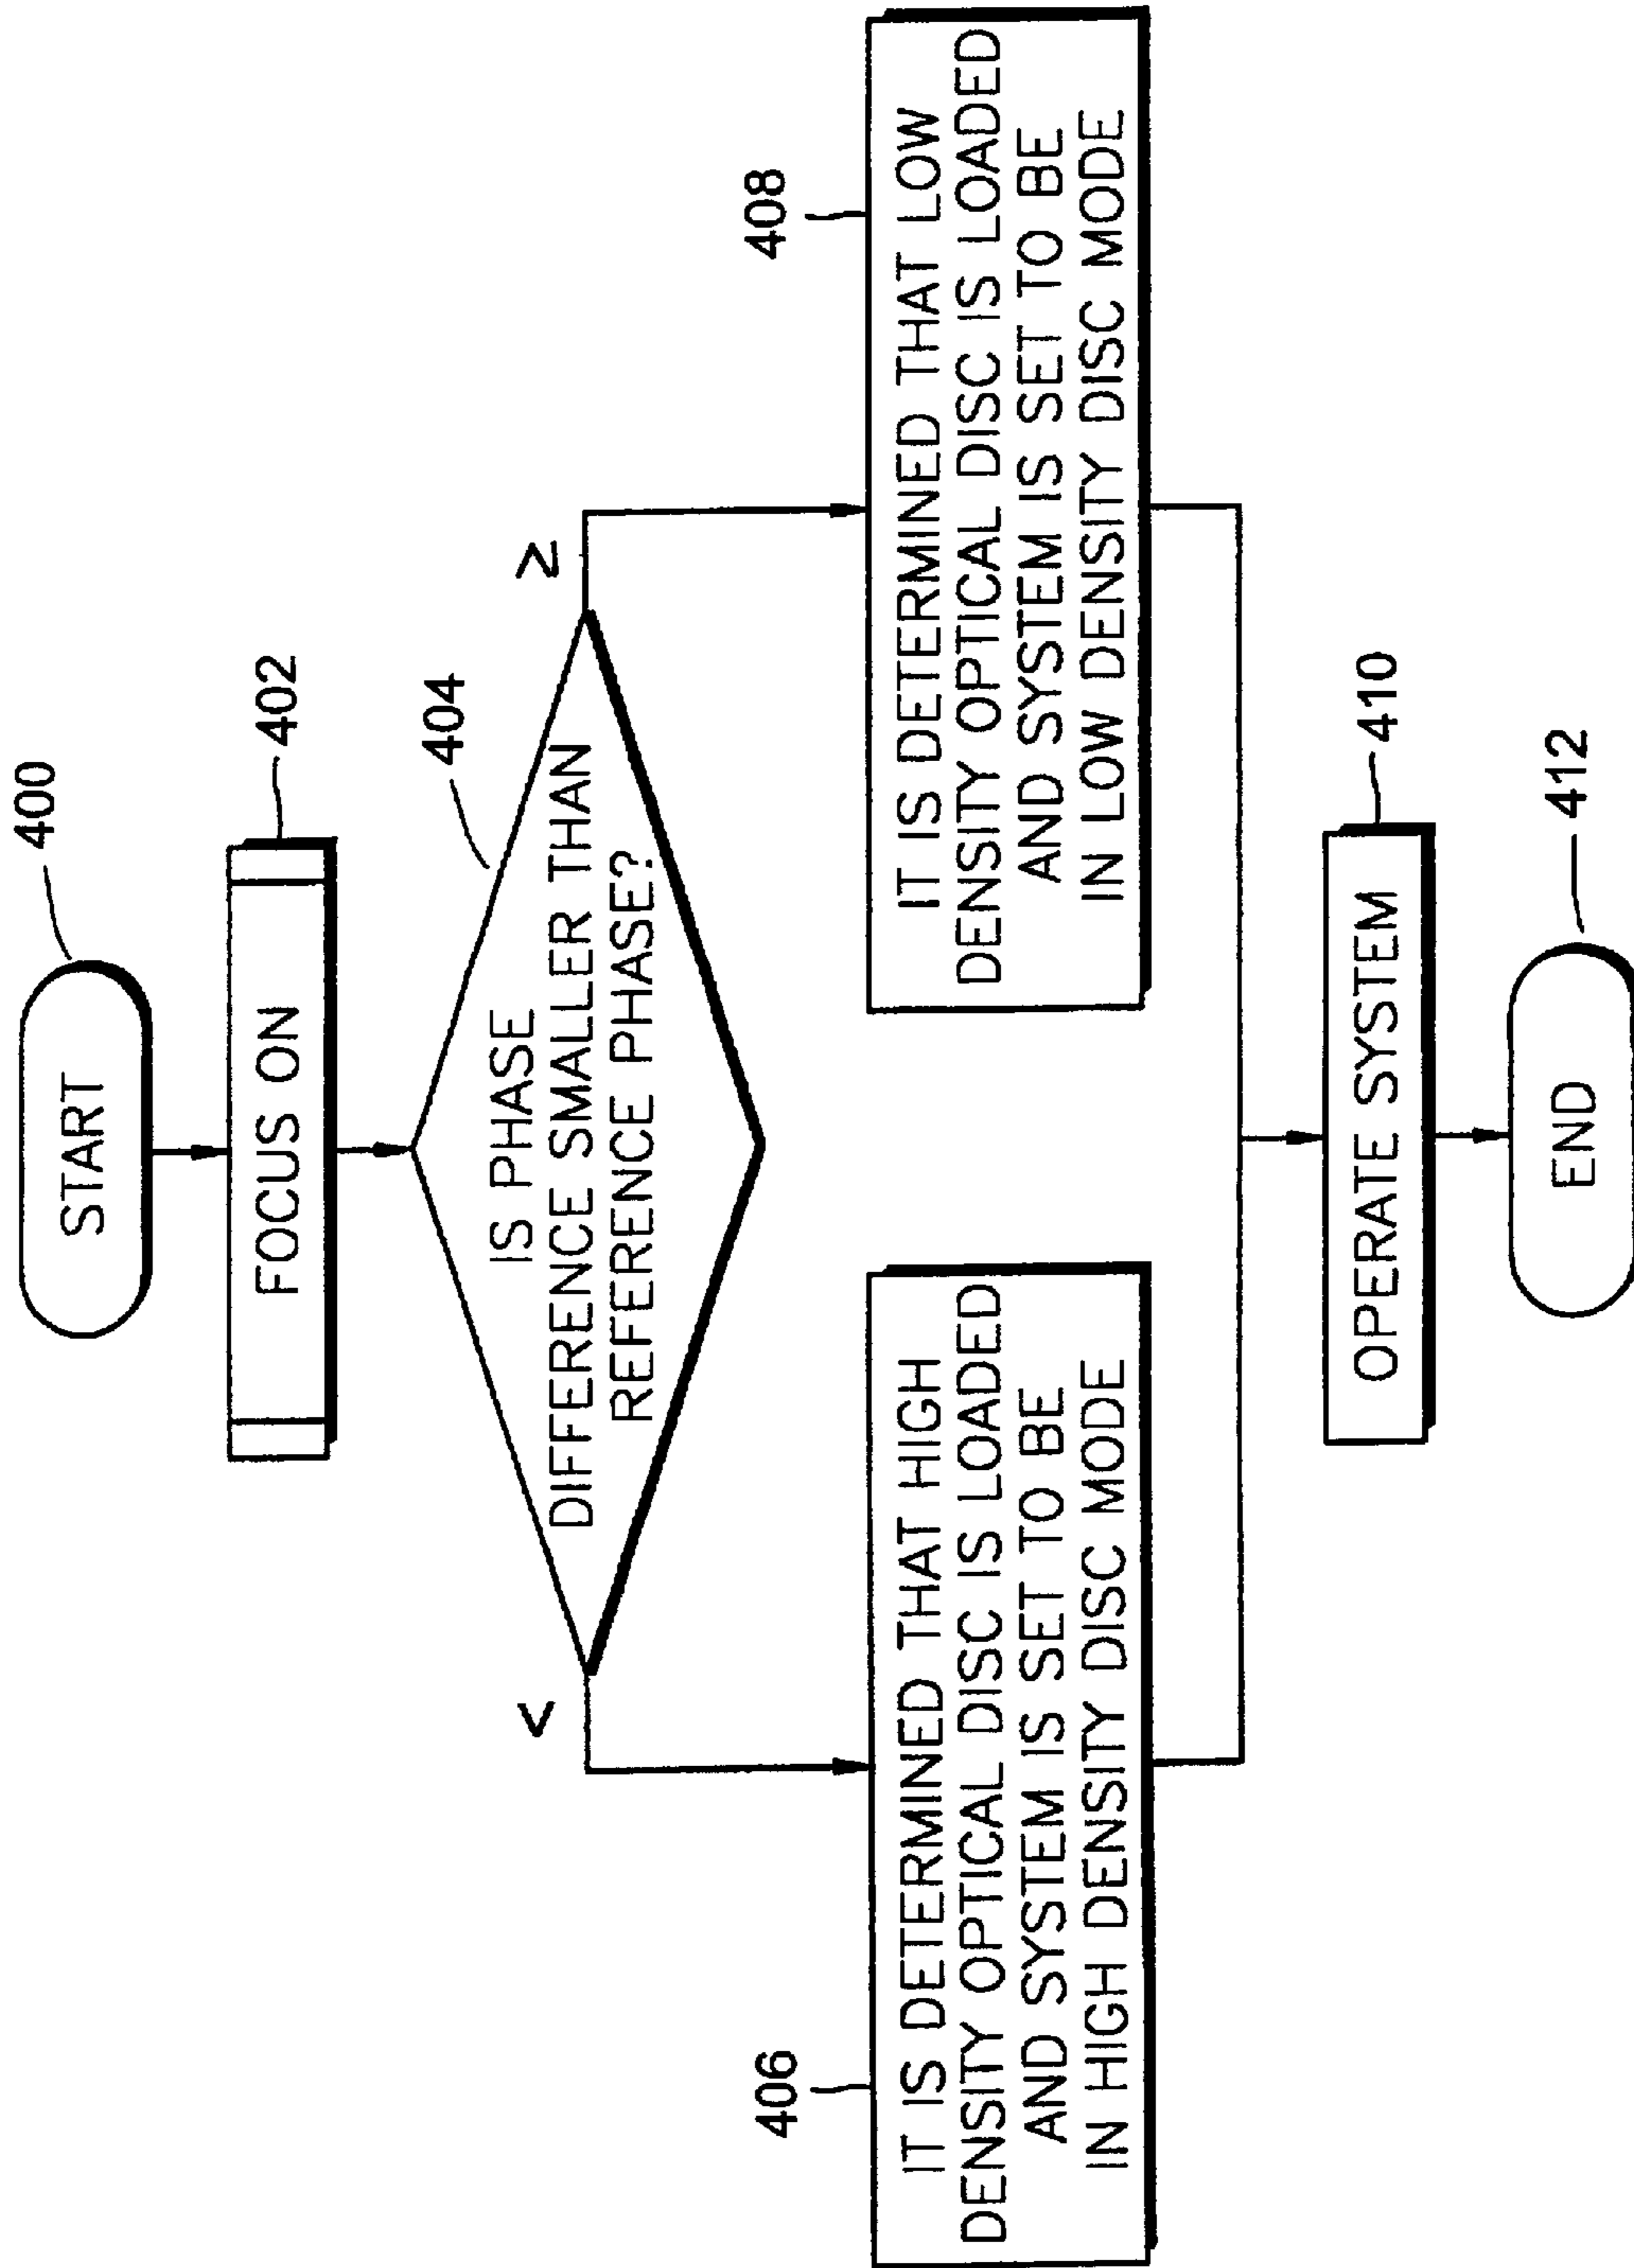 START
400
FOCUS ON
402
404
IS PHASE
DIFFERENCE SMALLER THAN
REFERENCE PHASE?
<
≥
406
IT IS DETERMINED THAT HIGH
DENSITY OPTICAL DISC IS LOADED
AND SYSTEM IS SET TO BE
IN HIGH DENSITY DISC MODE
408
IT IS DETERMINED THAT LOW
DENSITY OPTICAL DISC IS LOADED
AND SYSTEM IS SET TO BE
IN LOW DENSITY DISC MODE
OPERATE SYSTEM
410
END
412